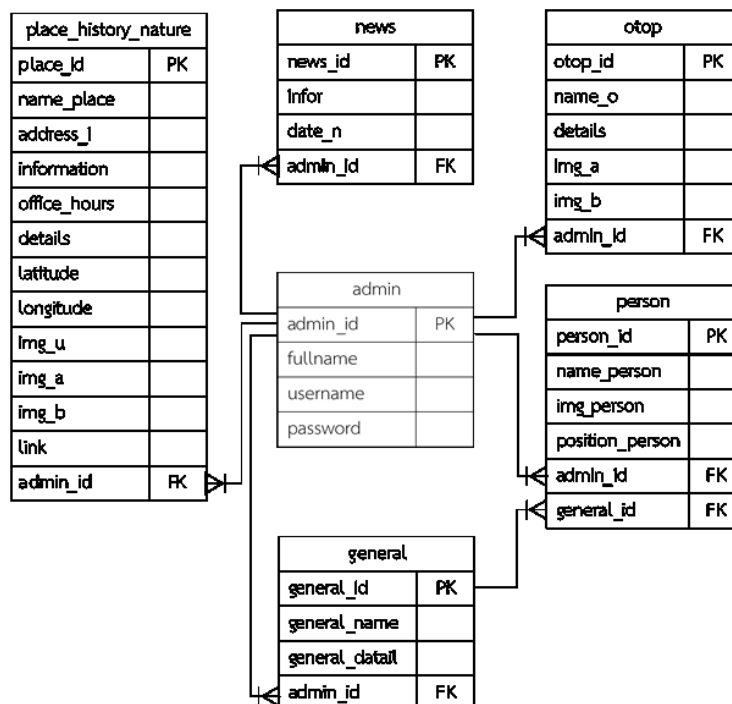 place_history_nature
place_id PK
name_place
address_1
information
office_hours
details
latitude
longitude
img_u
img_a
img_b
link
admin_id FK
news
news_id PK
infor
date_n
admin_id FK
otop
otop_id PK
name_o
details
img_a
img_b
admin_id FK
admin
admin_id PK
fullname
username
password
person
person_id PK
name_person
img_person
position_person
admin_id FK
general_id FK
general
general_id PK
general_name
general_datail
admin_id FK